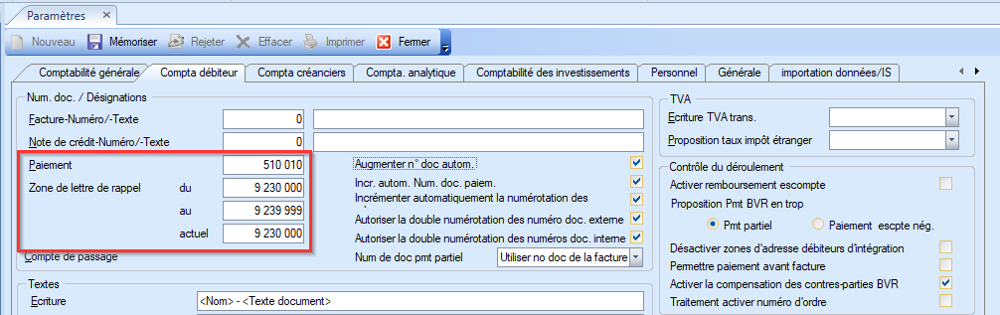 Paramètres
Nouveau Mémoriser Rejeter Effacer Imprimer Fermer
Comptabilité générale Compta débiteur Compta créanciers Compta. analytique Comptabilité des investissements Personnel Générale importation données/IS
Num. doc. / Désignations
Facture-Numéro/-Texte 0
Note de crédit-Numéro/-Texte 0
Paiement 510 010
Zone de lettre de rappel du 9 230 000
au 9 239 999
actuel 9 230 000
Compte de passage
Augmenter n° doc autom.
Incr. autom. Num. doc. paiem.
Incrémenter automatiquement la numérotation des
Autoriser la double numérotation des numéro doc. externe
Autoriser la double numérotation des numéros doc. interne
Num de doc pmt partiel Utiliser no doc de la facture
Textes
Ecriture <Nom> - <Texte document>
TVA
Ecriture TVA trans.
Proposition taux impôt étranger
Contrôle du déroulement
Activer remboursement escompte
Proposition Pmt BVR en trop
Pmt partiel Paiement escpte nég.
Désactiver zones d'adresse débiteurs d'intégration
Permettre paiement avant facture
Activer la compensation des contres-parties BVR
Traitement activer numéro d'ordre